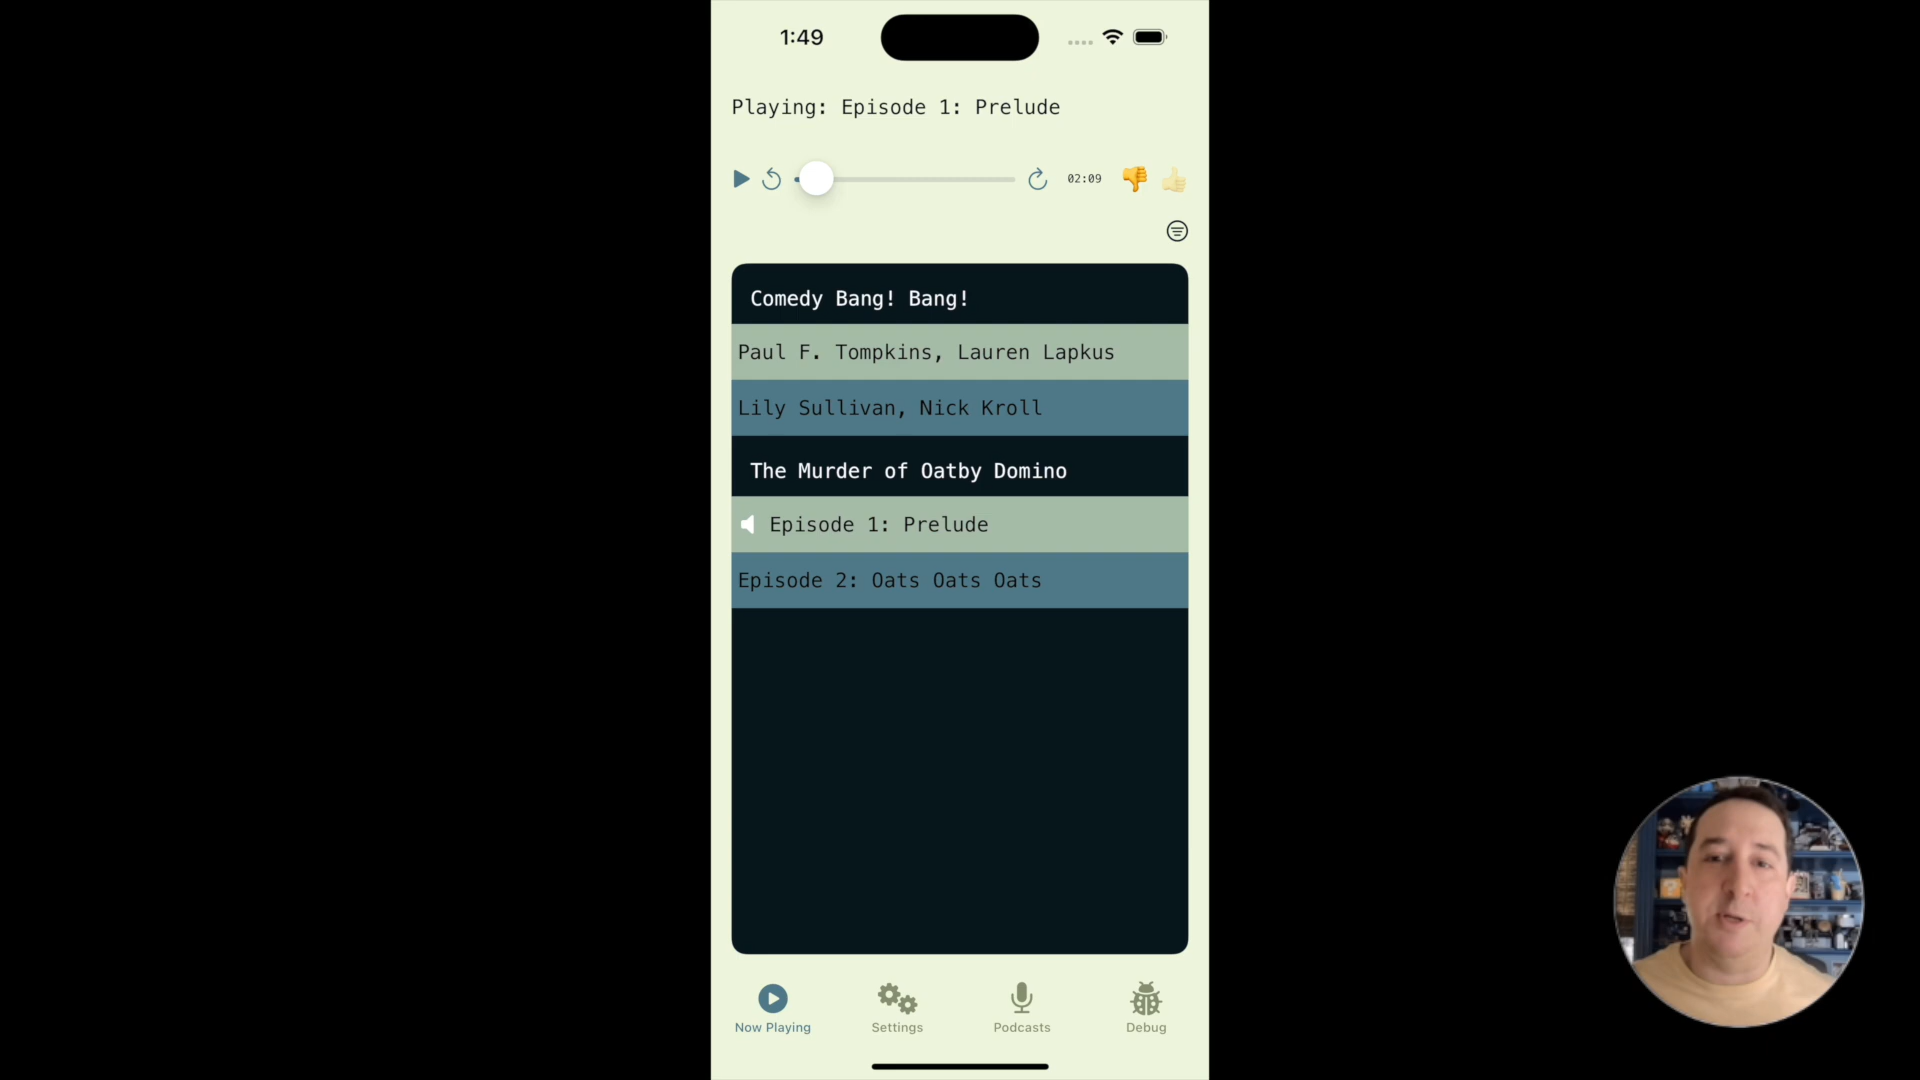 1:49
Playing: Episode 1: Prelude
02:09
Comedy Bang! Bang!
Paul F. Tompkins, Lauren Lapkus
Lily Sullivan, Nick Kroll
The Murder of Oatby Domino
Episode 1: Prelude
Episode 2: Oats Oats Oats
Now Playing
Settings
Podcasts
Debug